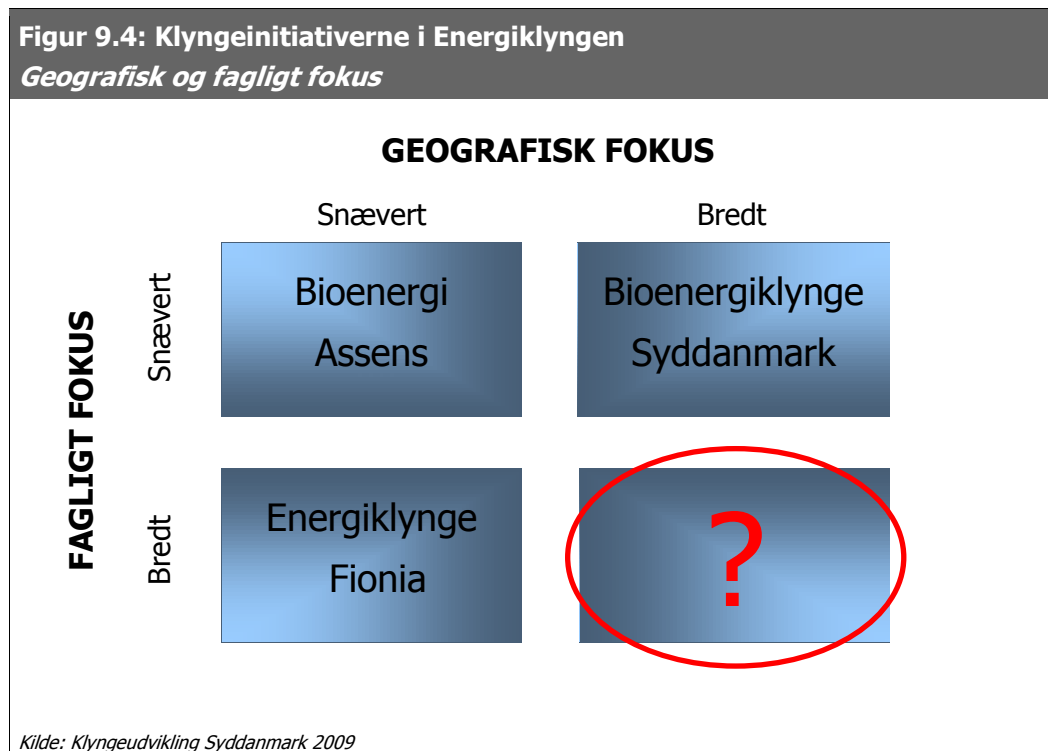 Figur 9.4: Klyngeinitiativerne i Energiklyngen
Geografisk og fagligt fokus
GEOGRAFISK FOKUS
Snævert
Bredt
FAGLIGT FOKUS
Snævert
Bioenergi
Assens
Bioenergiklynge
Syddanmark
Bredt
Energiklynge
Fionia
?
Kilde: Klyngeudvikling Syddanmark 2009